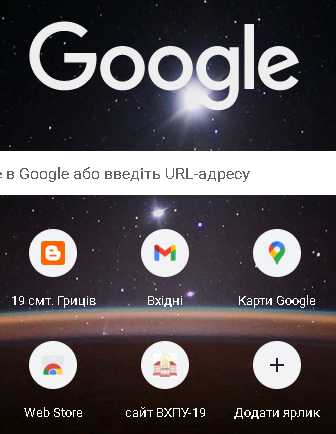 Google
в Google або введіть URL-адресу
19 смт. Гриців
Вхідні
Карти Google
Web Store
сайт ВХПУ-19
Додати ярлик